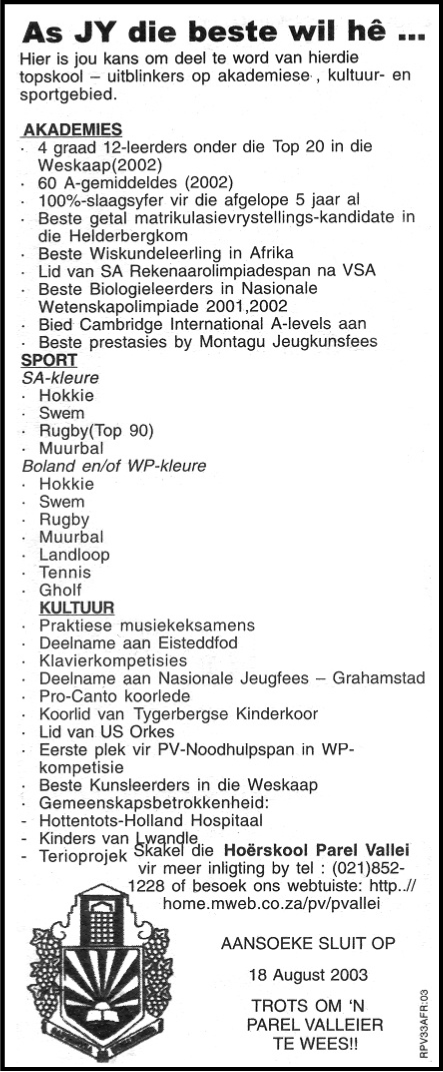 As JY die beste wil hê ...
Hier is jou kans om deel te word van hierdie
topskool – uitblinkers op akademiese , kultuur- en
sportgebied.
AKADEMIES
· 4 graad 12-leerders onder die Top 20 in die
Weskaap(2002)
· 60 A-gemiddeldes (2002)
· 100%-slaagsyfer vir die afgelope 5 jaar al
· Beste getal matrikulasievrystellings-kandidate in
die Helderbergkom
· Beste Wiskundeleerling in Afrika
· Lid van SA Rekenaarolimpiadespan na VSA
· Beste Biologieleerders in Nasionale
Wetenskapolimpiade 2001,2002
· Bied Cambridge International A-levels aan
· Beste prestasies by Montagu Jeugkunsfees
SPORT
SA-kleure
· Hokkie
· Swem
· Rugby(Top 90)
· Muurbal
Boland en/of WP-kleure
· Hokkie
· Swem
· Rugby
· Muurbal
· Landloop
· Tennis
· Gholf
KULTUUR
· Praktiese musiekeksamens
· Deelname aan Eisteddfod
· Klavierkompetisies
· Deelname aan Nasionale Jeugfees – Grahamstad
· Pro-Canto koorlede
· Koorlid van Tygerbergse Kinderkoor
· Lid van US Orkes
· Eerste plek vir PV-Noodhulpspan in WP-
kompetisie
· Beste Kunsleerders in die Weskaap
· Gemeenskapsbetrokkenheid:
- Hottentots-Holland Hospitaal
- Kinders van Lwandle
- Terioprojek
Skakel die Hoërskool Parel Vallei
vir meer inligting by tel : (021)852-
1228 of besoek ons webtuiste: http..//
home.mweb.co.za/pv/pvallei
AANSOEKE SLUIT OP
18 August 2003
TROTS OM ‘N
PAREL VALLEIER
TE WEES!!
RPV33AFR:03